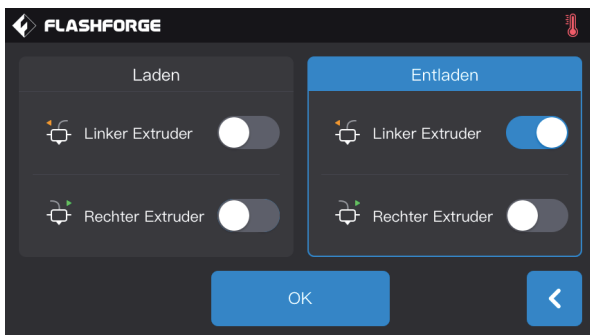 FLASHFORGE
Laden
Linker Extruder
Rechter Extruder
Entladen
Linker Extruder
Rechter Extruder
OK